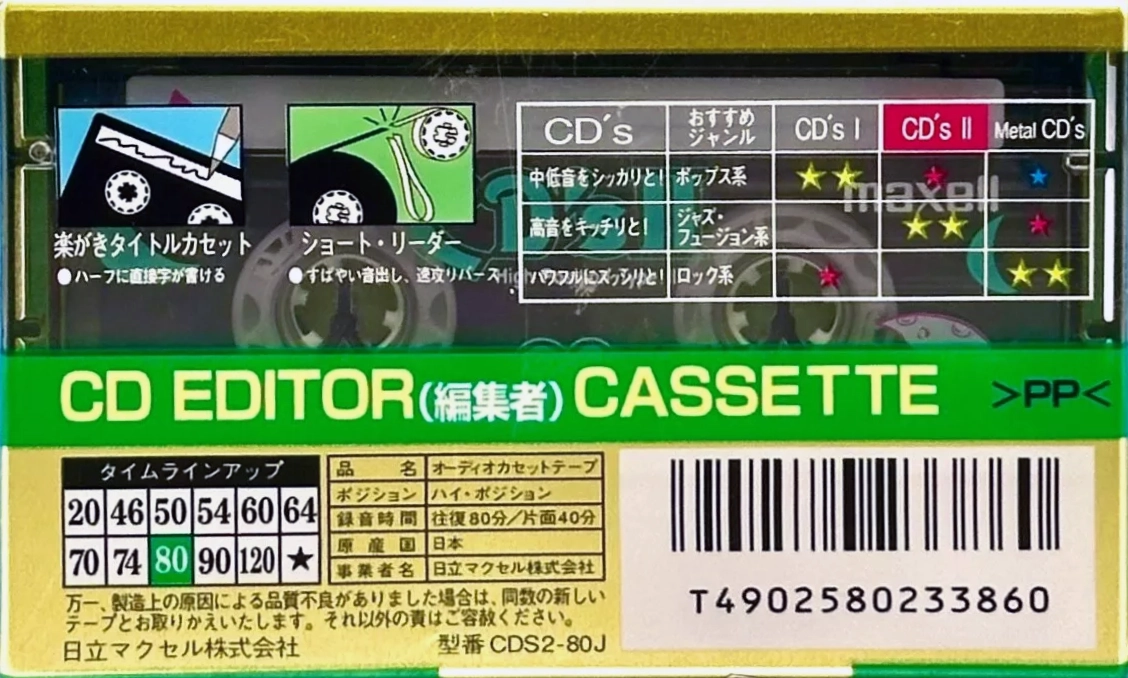 楽がきタイトルカセット
●ハーフに直接字が書ける
ショート・リーダー
●すばやい音出し、速攻リバース
CD's おすすめジャンル CD's I CD's II Metal CD's
中低音をシッカリと! ポップス系 ★★ ★ ★
高音をキッチリと! ジャズ・フュージョン系 ★★ ★
パワフルにズッシリと! ロック系 ★ ★★
maxell
CD EDITOR(編集者)CASSETTE >PP<
タイムラインアップ
20 46 50 54 60 64
70 74 80 90 120 ★
品名 オーディオカセットテープ
ポジション ハイ・ポジション
録音時間 往復80分/片面40分
原産国 日本
事業者名 日立マクセル株式会社
万一、製造上の原因による品質不良がありました場合は、同数の新しい
テープとお取りかえいたします。それ以外の責はご容赦ください。
日立マクセル株式会社 型番 CDS2-80J
T4902580233860